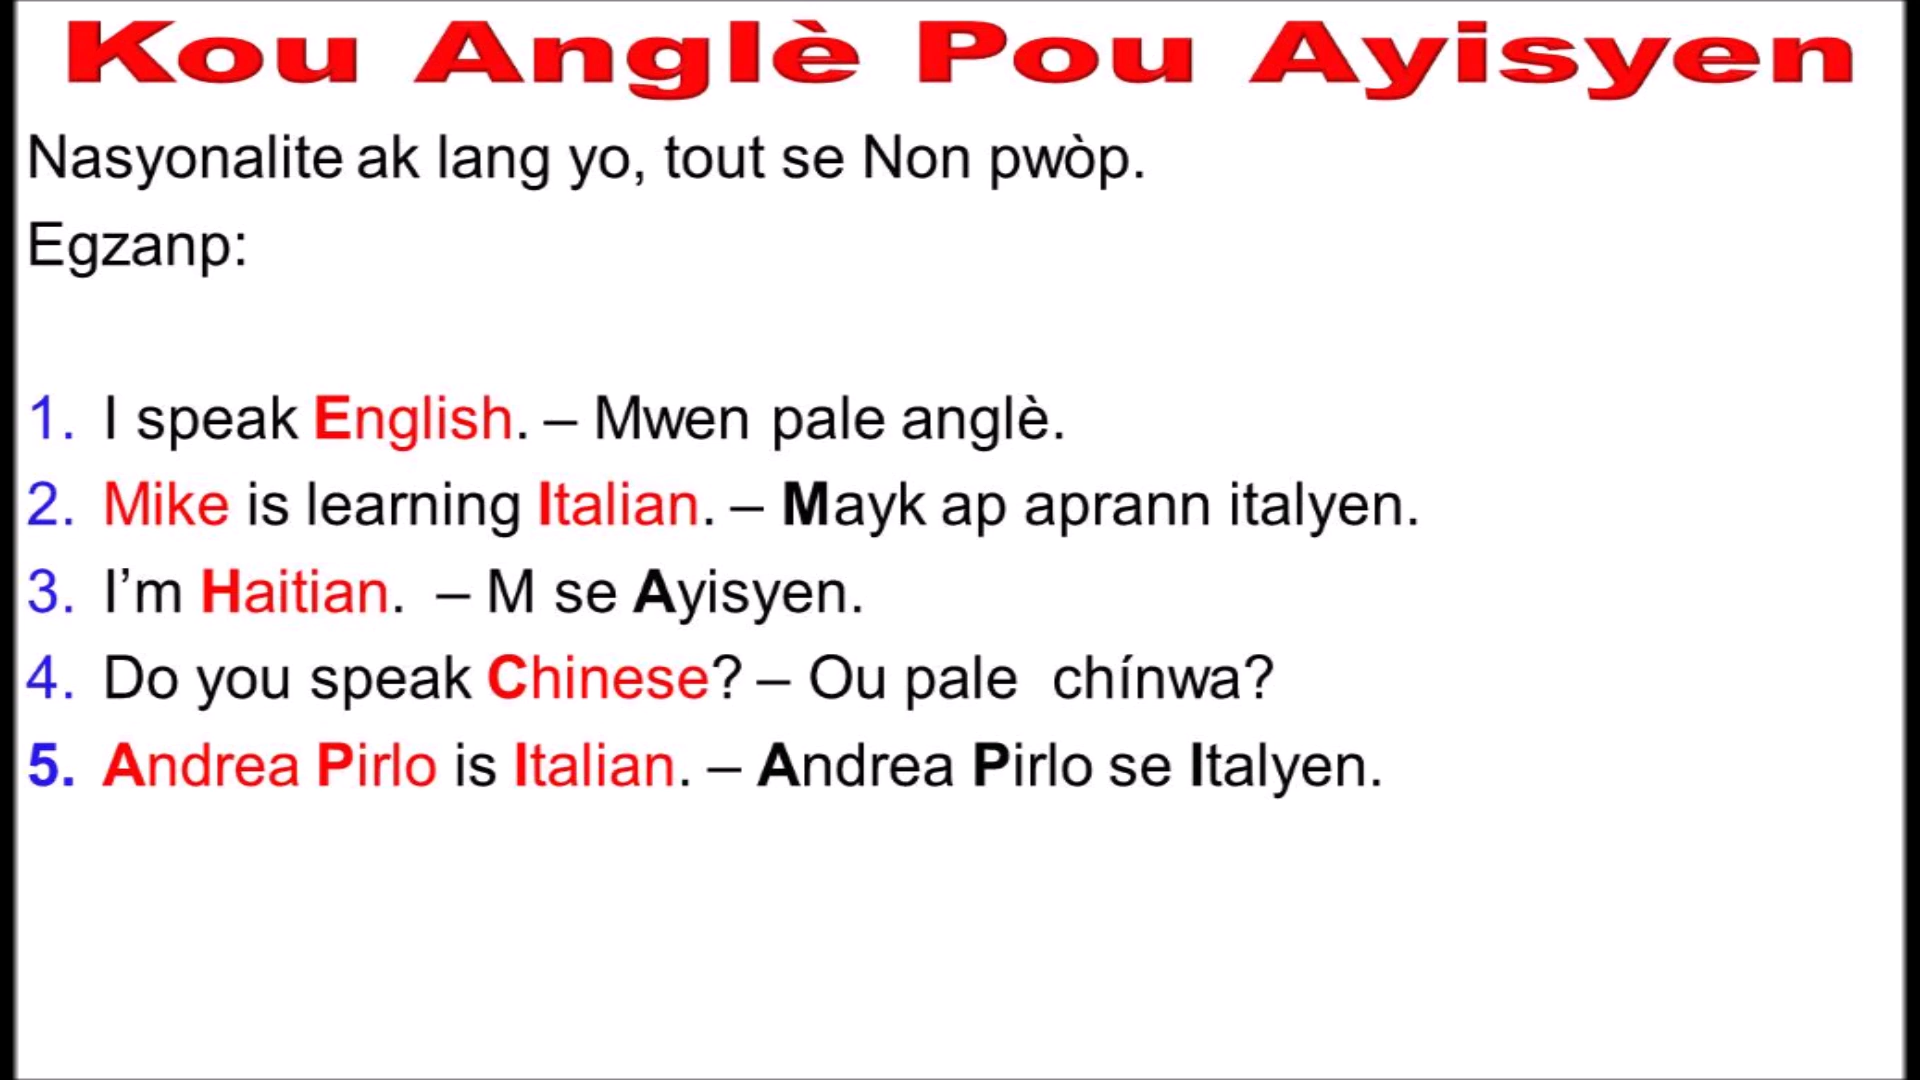 Kou Anglè Pou Ayisyen
Nasyonalite ak lang yo, tout se Non pwòp.
Egzanp:
1. I speak English. – Mwen pale anglè.
2. Mike is learning Italian. – Mayk ap aprann italyen.
3. I’m Haitian. – M se Ayisyen.
4. Do you speak Chinese? – Ou pale chínwa?
5. Andrea Pirlo is Italian. – Andrea Pirlo se Italyen.